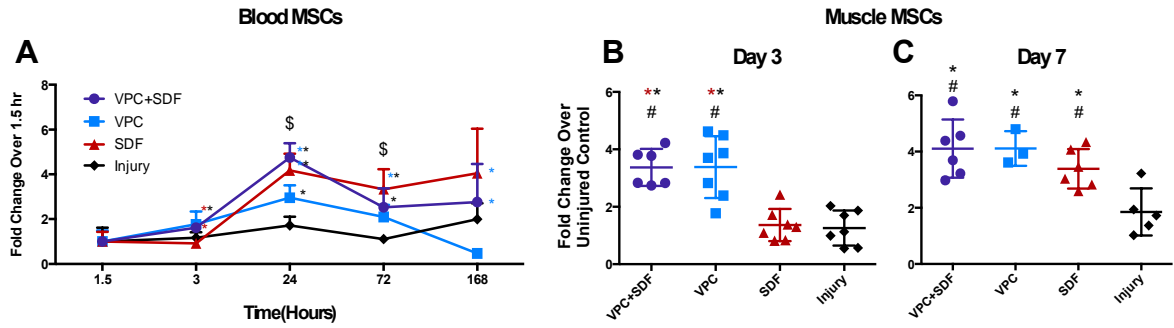 Blood MSCs
Muscle MSCs
A
Fold Change Over 1.5 hr
8
6
4
2
0
VPC+SDF
VPC
SDF
Injury
$
$
**
*
**
*
**
*
*
*
1.5
3
24
72
168
Time(Hours)
B
Day 3
Fold Change Over
Uninjured Control
6
4
2
0
**
#
**
#
VPC+SDF
VPC
SDF
Injury
C
Day 7
6
4
2
0
*
#
*
#
*
#
VPC+SDF
VPC
SDF
Injury